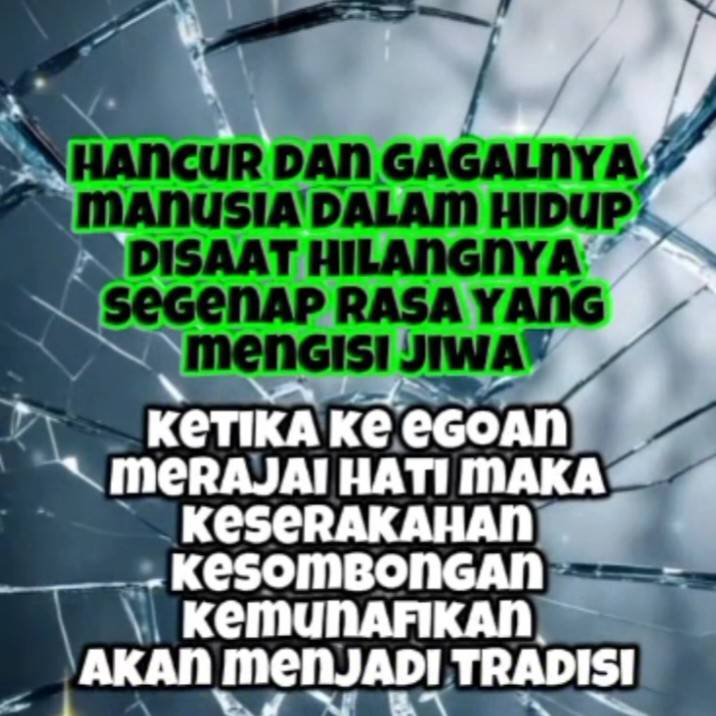 HANCUR DAN GAGALNYA
MANUSIA DALAM HIDUP
DISAAT HILANGNYA
SEGENAP RASA YANG
MENGISI JIWA
KETIKA KE EGOAN
MERAJAI HATI MAKA
KESERAKAHAN
KESOMBONGAN
KEMUNAFIKAN
AKAN MENJADI TRADISI